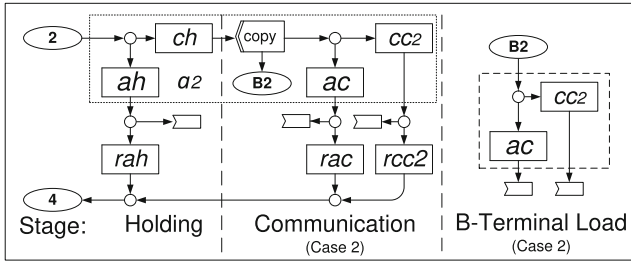 2 ch copy cc2 B2
ah a2 B2 ac cc2
ac
rah rac rcc2
4
Stage: Holding Communication B-Terminal Load
(Case 2) (Case 2)